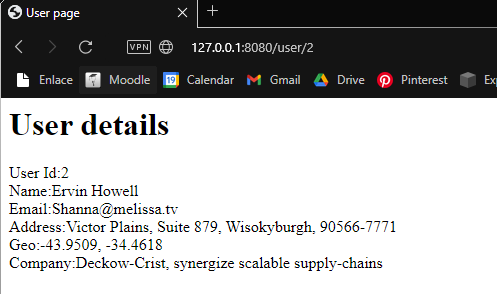 User page
VPN
127.0.0.1:8080/user/2
Enlace Moodle Calendar Gmail Drive Pinterest
User details
User Id:2
Name:Ervin Howell
Email:Shanna@melissa.tv
Address:Victor Plains, Suite 879, Wisokyburgh, 90566-7771
Geo:-43.9509, -34.4618
Company:Deckow-Crist, synergize scalable supply-chains